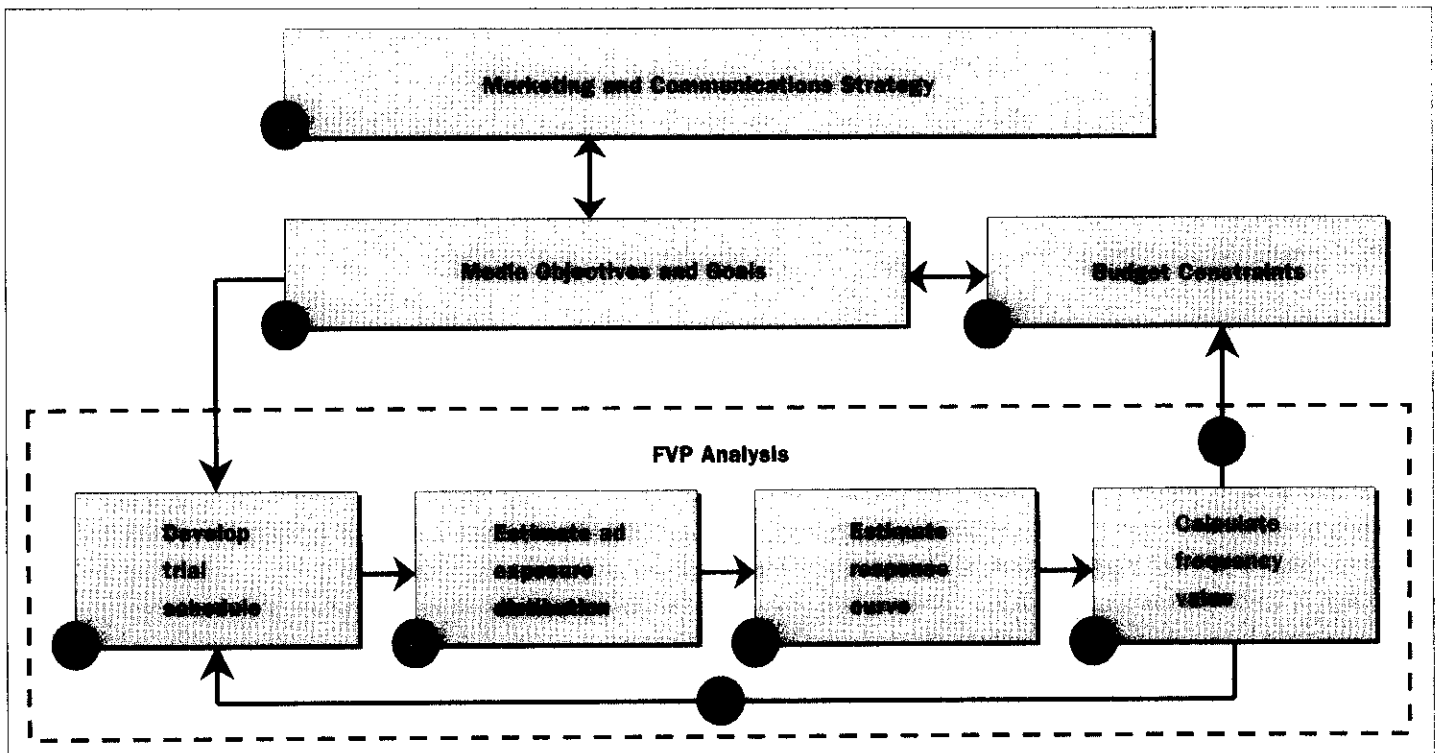 Marketing and Communications Strategy
Media Objectives and Goals
Budget Constraints
FVP Analysis
Develop
trial
schedule
Estimate ad
exposure
distribution
Estimate
response
curve
Calculate
frequency
value